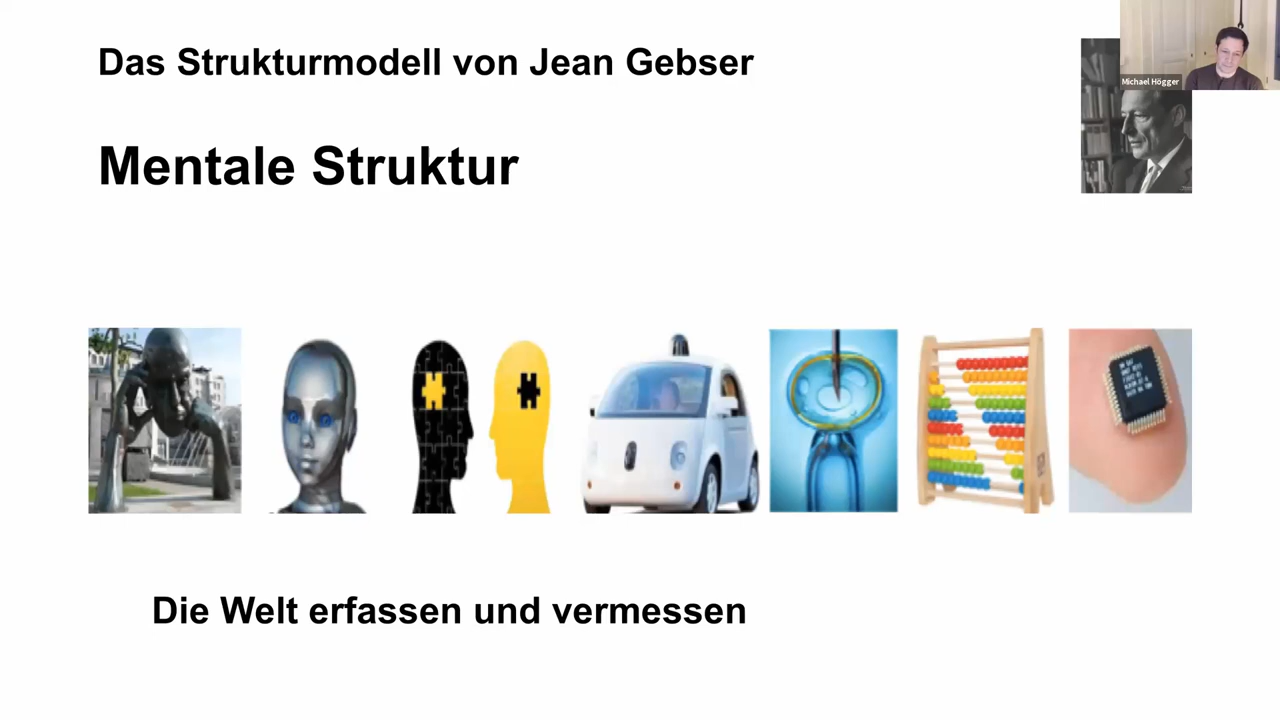 Das Strukturmodell von Jean Gebser
Michael Högger
Mentale Struktur
Die Welt erfassen und vermessen